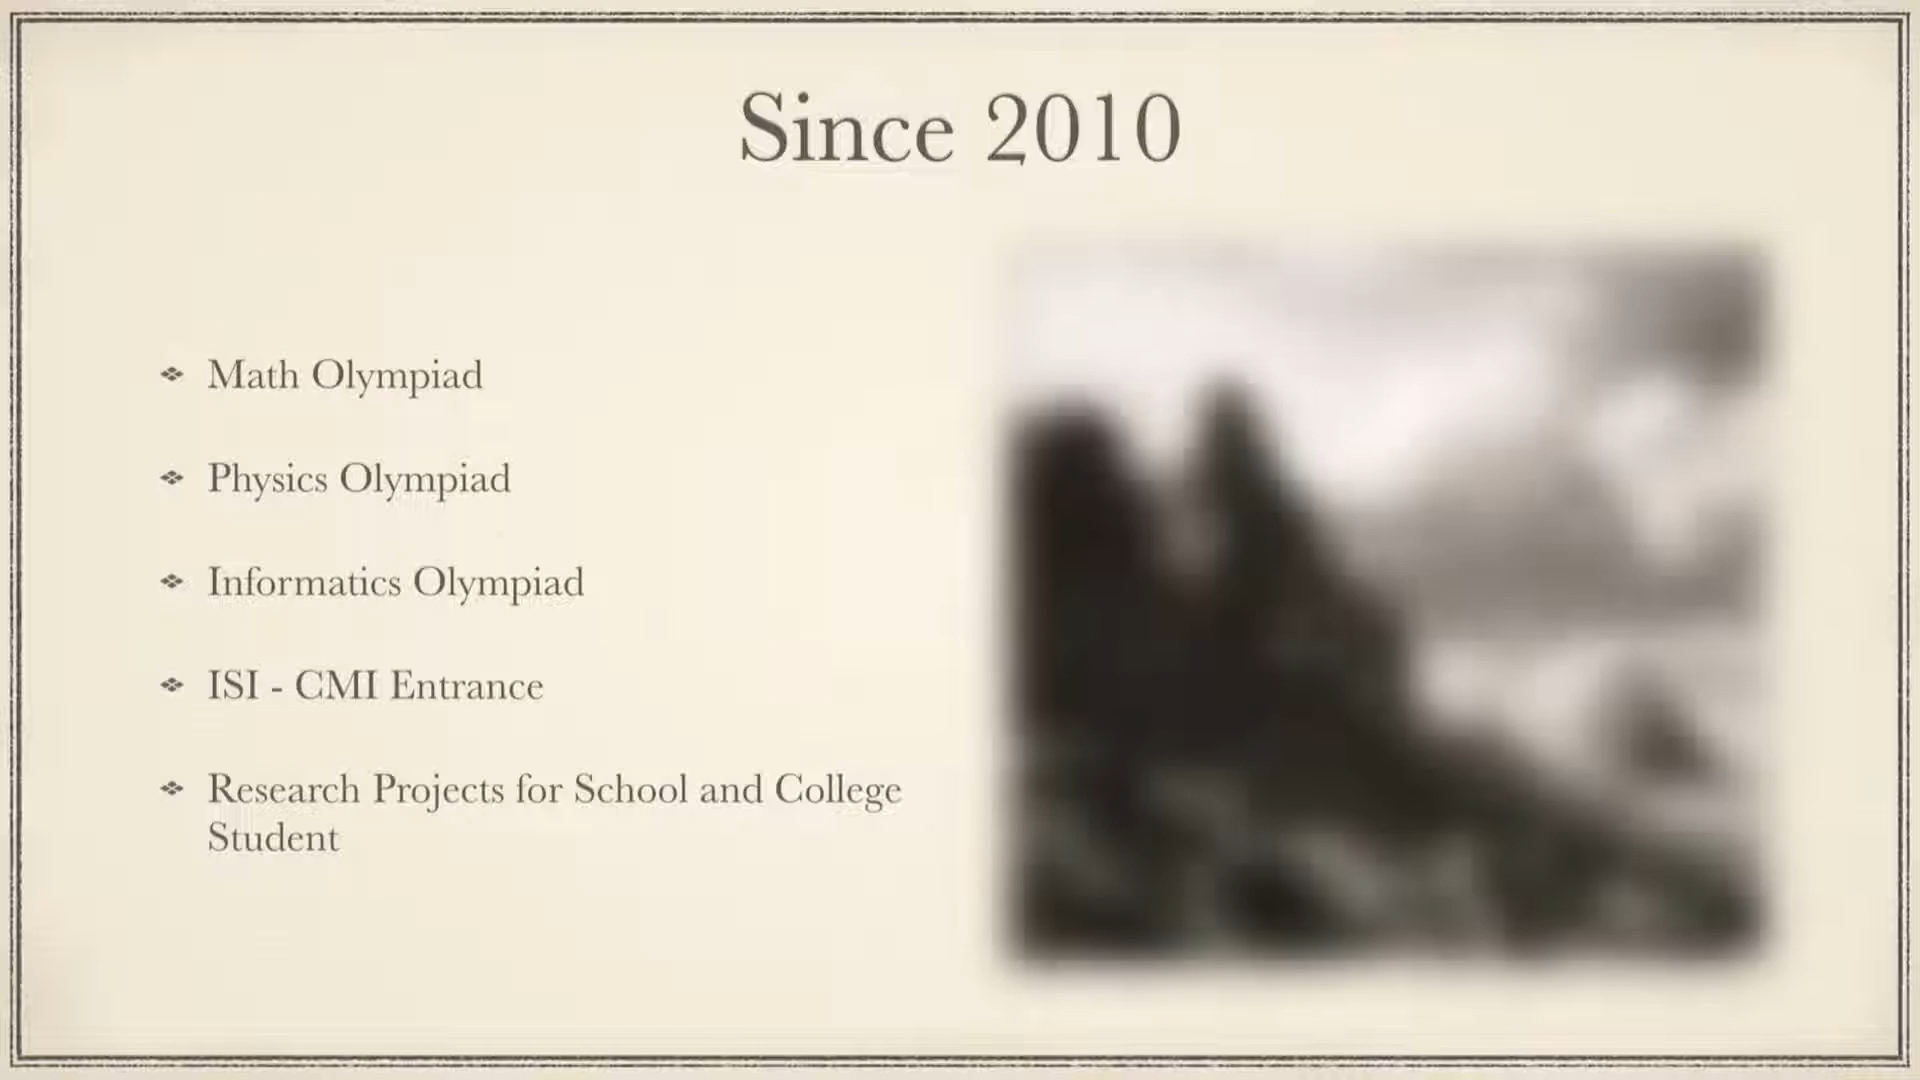 Since 2010
Math Olympiad
Physics Olympiad
Informatics Olympiad
ISI - CMI Entrance
Research Projects for School and College
Student